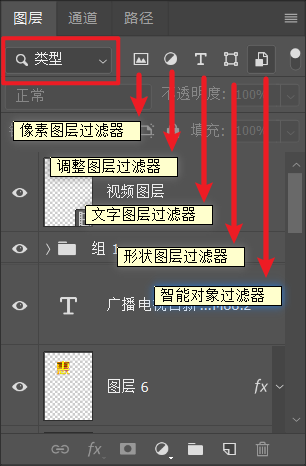 图层 通道 路径
类型
正常 不透明度: 100%
像素图层过滤器
填充: 100%
调整图层过滤器
视频图层
文字图层过滤器
组 1
形状图层过滤器
智能对象过滤器
广播电视
图层 6
fx
fx